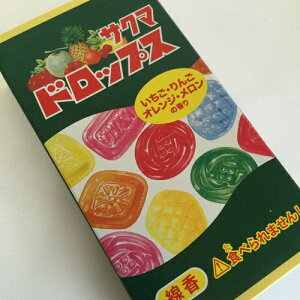 サクマ
ドロップス
いちご・りんご
オレンジ・メロン
の香り
線香
食べられません!